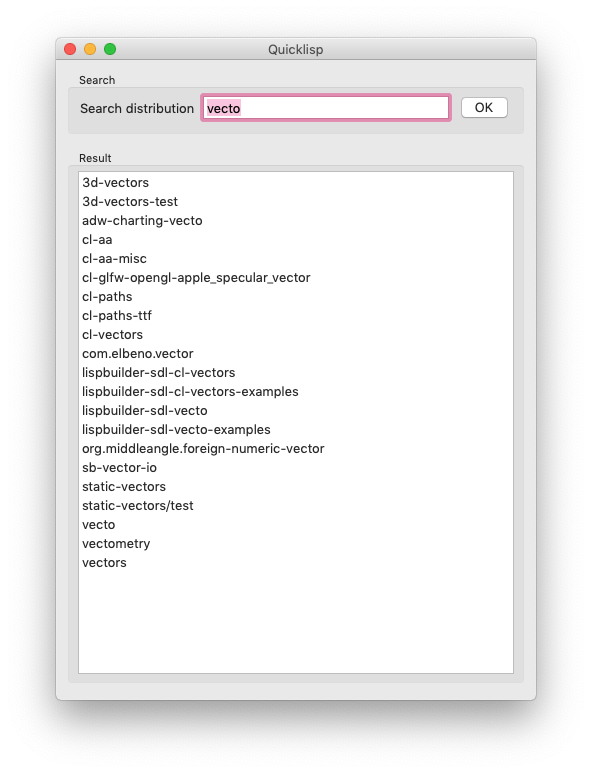 Quicklisp
Search
Search distribution vecto OK
Result
3d-vectors
3d-vectors-test
adw-charting-vecto
cl-aa
cl-aa-misc
cl-glfw-opengl-apple_specular_vector
cl-paths
cl-paths-ttf
cl-vectors
com.elbeno.vector
lispbuilder-sdl-cl-vectors
lispbuilder-sdl-cl-vectors-examples
lispbuilder-sdl-vecto
lispbuilder-sdl-vecto-examples
org.middleangle.foreign-numeric-vector
sb-vector-io
static-vectors
static-vectors/test
vecto
vectometry
vectors